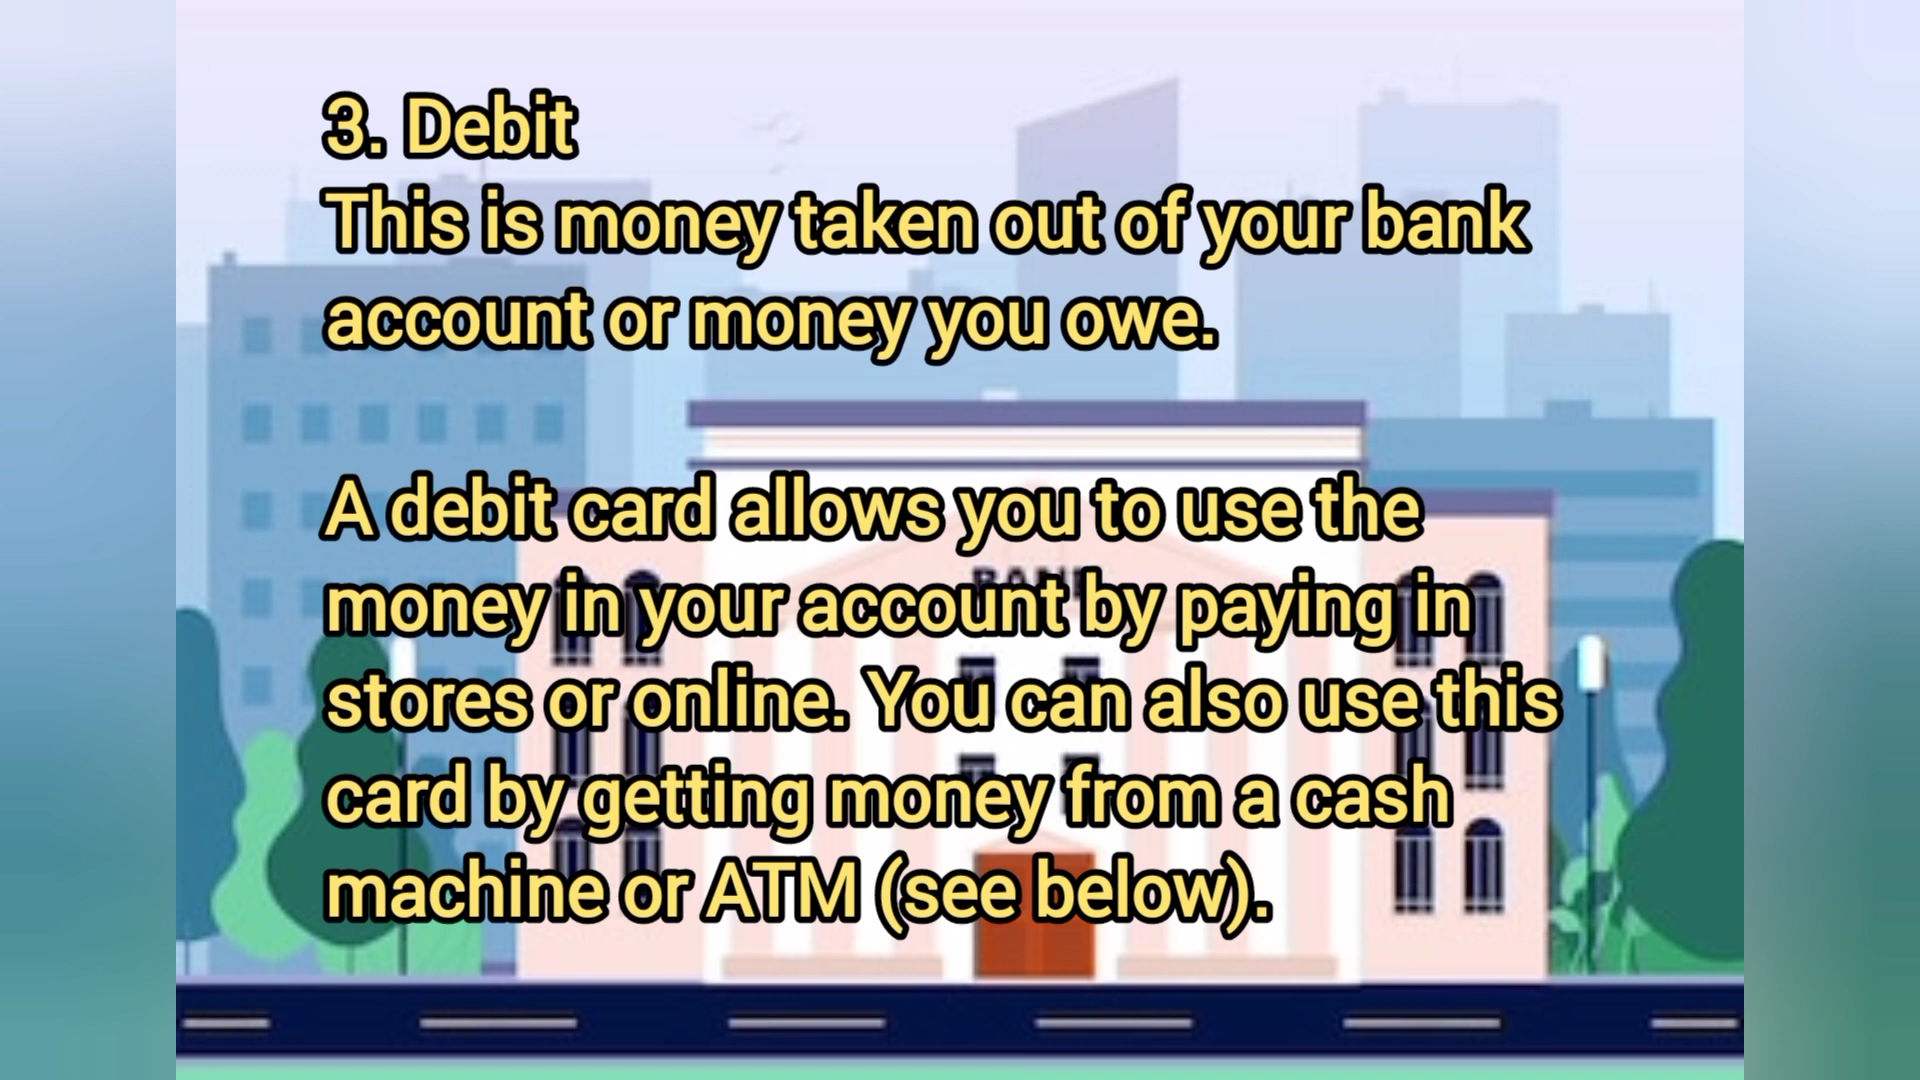 3. Debit
This is money taken out of your bank
account or money you owe.
A debit card allows you to use the
money in your account by paying in
stores or online. You can also use this
card by getting money from a cash
machine or ATM (see below).